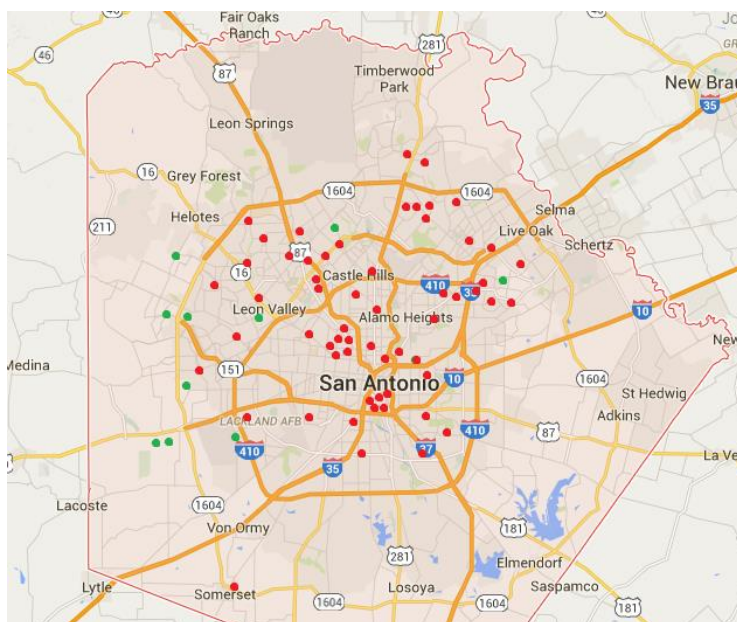 Fair Oaks
Ranch
46
46
281
87
Timberwood
Park
New Brau
35
Leon Springs
16
Grey Forest
1604
1604
Helotes
211
Selma
Live Oak
Schertz
87
16
Castle Hills
410
35
Leon Valley
Alamo Heights
10
Medina
151
San Antonio
10
1604
St Hedwig
Adkins
LACKLAND AFB
410
410
87
35
37
La Ve
Lacoste
1604
Von Ormy
181
281
Elmendorf
Lytle
Somerset
1604
Losoya
1604
Saspamco
181